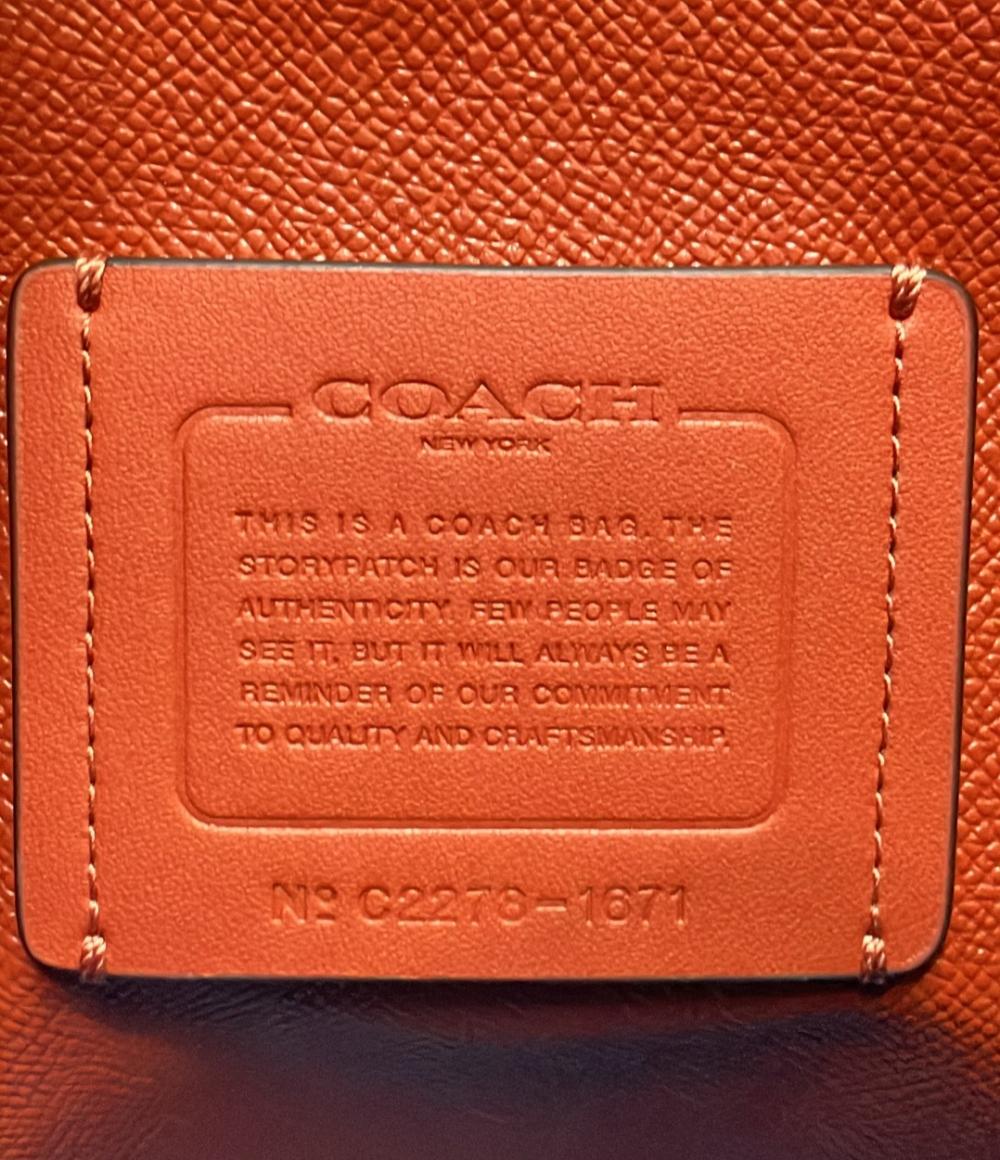 COACH
NEW YORK
THIS IS A COACH BAG. THE
STORYPATCH IS OUR BADGE OF
AUTHENTICITY. FEW PEOPLE MAY
SEE IT, BUT IT WILL ALWAYS BE A
REMINDER OF OUR COMMITMENT
TO QUALITY AND CRAFTSMANSHIP.
Nº C2276-1671